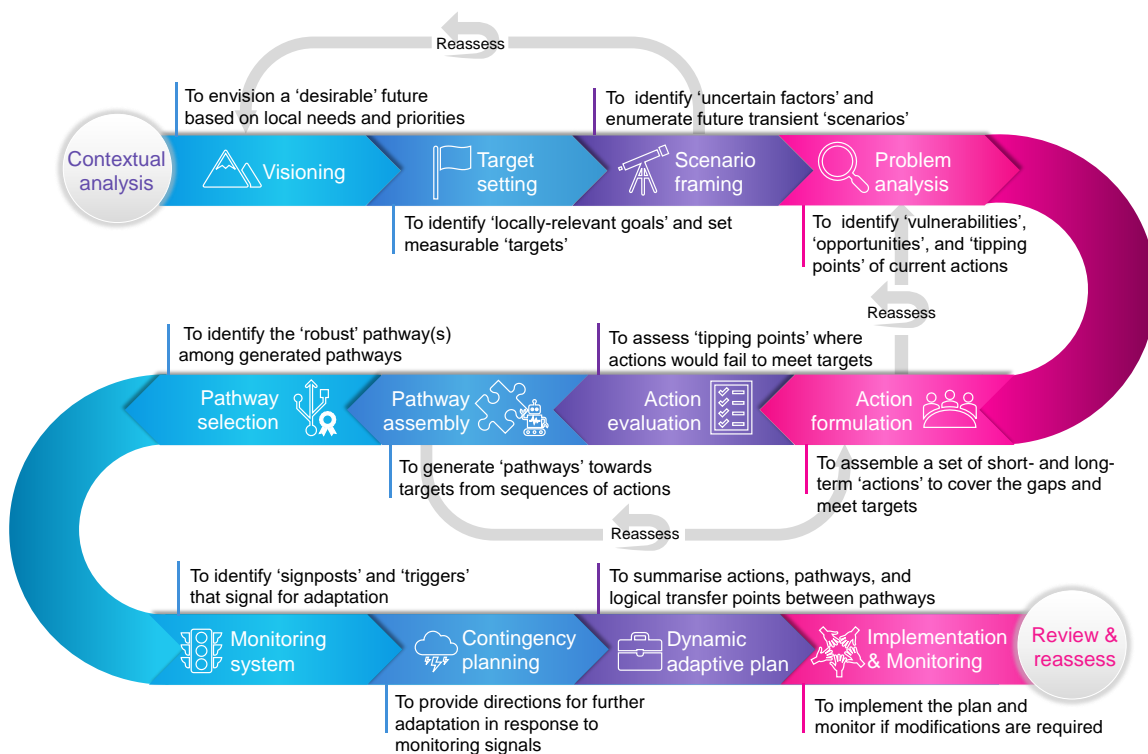 Reassess
To envision a ‘desirable’ future
based on local needs and priorities
To  identify ‘uncertain factors’ and
enumerate future transient ‘scenarios’
Contextual
analysis
Visioning
Target
setting
Scenario
framing
Problem
analysis
To identify ‘locally-relevant goals’ and set
measurable ‘targets’
To  identify ‘vulnerabilities’,
‘opportunities’, and ‘tipping
points’ of current actions
Reassess
To identify the ‘robust’ pathway(s)
among generated pathways
To assess ‘tipping points’ where
actions would fail to meet targets
Pathway
selection
Pathway
assembly
Action
evaluation
Action
formulation
To generate ‘pathways’ towards
targets from sequences of actions
To assemble a set of short- and long-
term ‘actions’ to cover the gaps and
meet targets
Reassess
To identify ‘signposts’ and ‘triggers’
that signal for adaptation
To summarise actions, pathways, and
logical transfer points between pathways
Monitoring
system
Contingency
planning
Dynamic
adaptive plan
Implementation
& Monitoring
Review &
reassess
To provide directions for further
adaptation in response to
monitoring signals
To implement the plan and
monitor if modifications are required